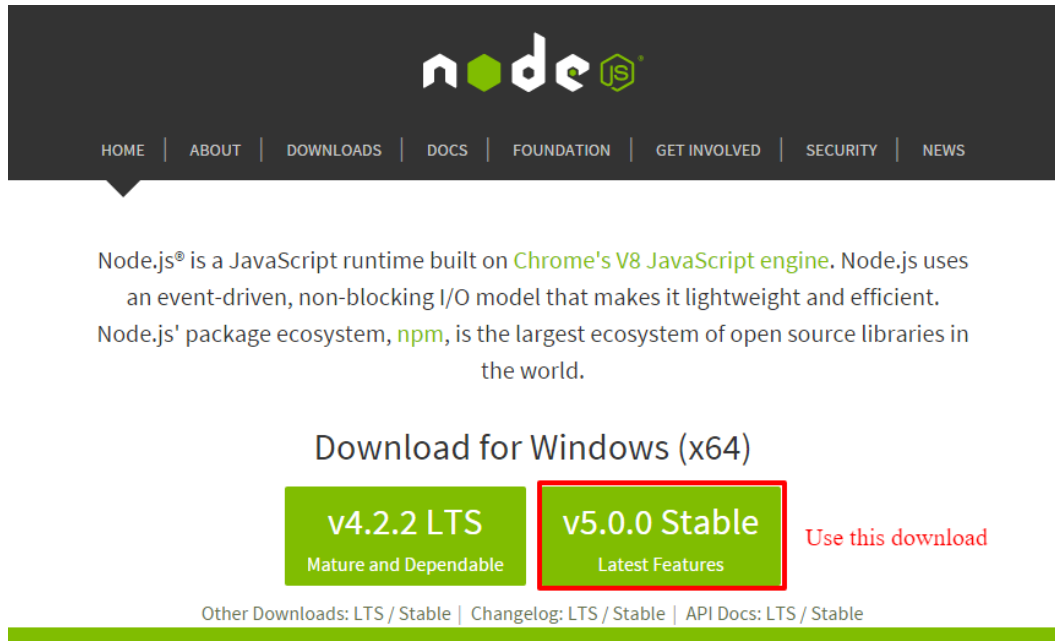 node JS
HOME | ABOUT | DOWNLOADS | DOCS | FOUNDATION | GET INVOLVED | SECURITY | NEWS
Node.js® is a JavaScript runtime built on Chrome's V8 JavaScript engine. Node.js uses
an event-driven, non-blocking I/O model that makes it lightweight and efficient.
Node.js' package ecosystem, npm, is the largest ecosystem of open source libraries in
the world.
Download for Windows (x64)
v4.2.2 LTS
Mature and Dependable
v5.0.0 Stable
Latest Features
Use this download
Other Downloads: LTS / Stable | Changelog: LTS / Stable | API Docs: LTS / Stable